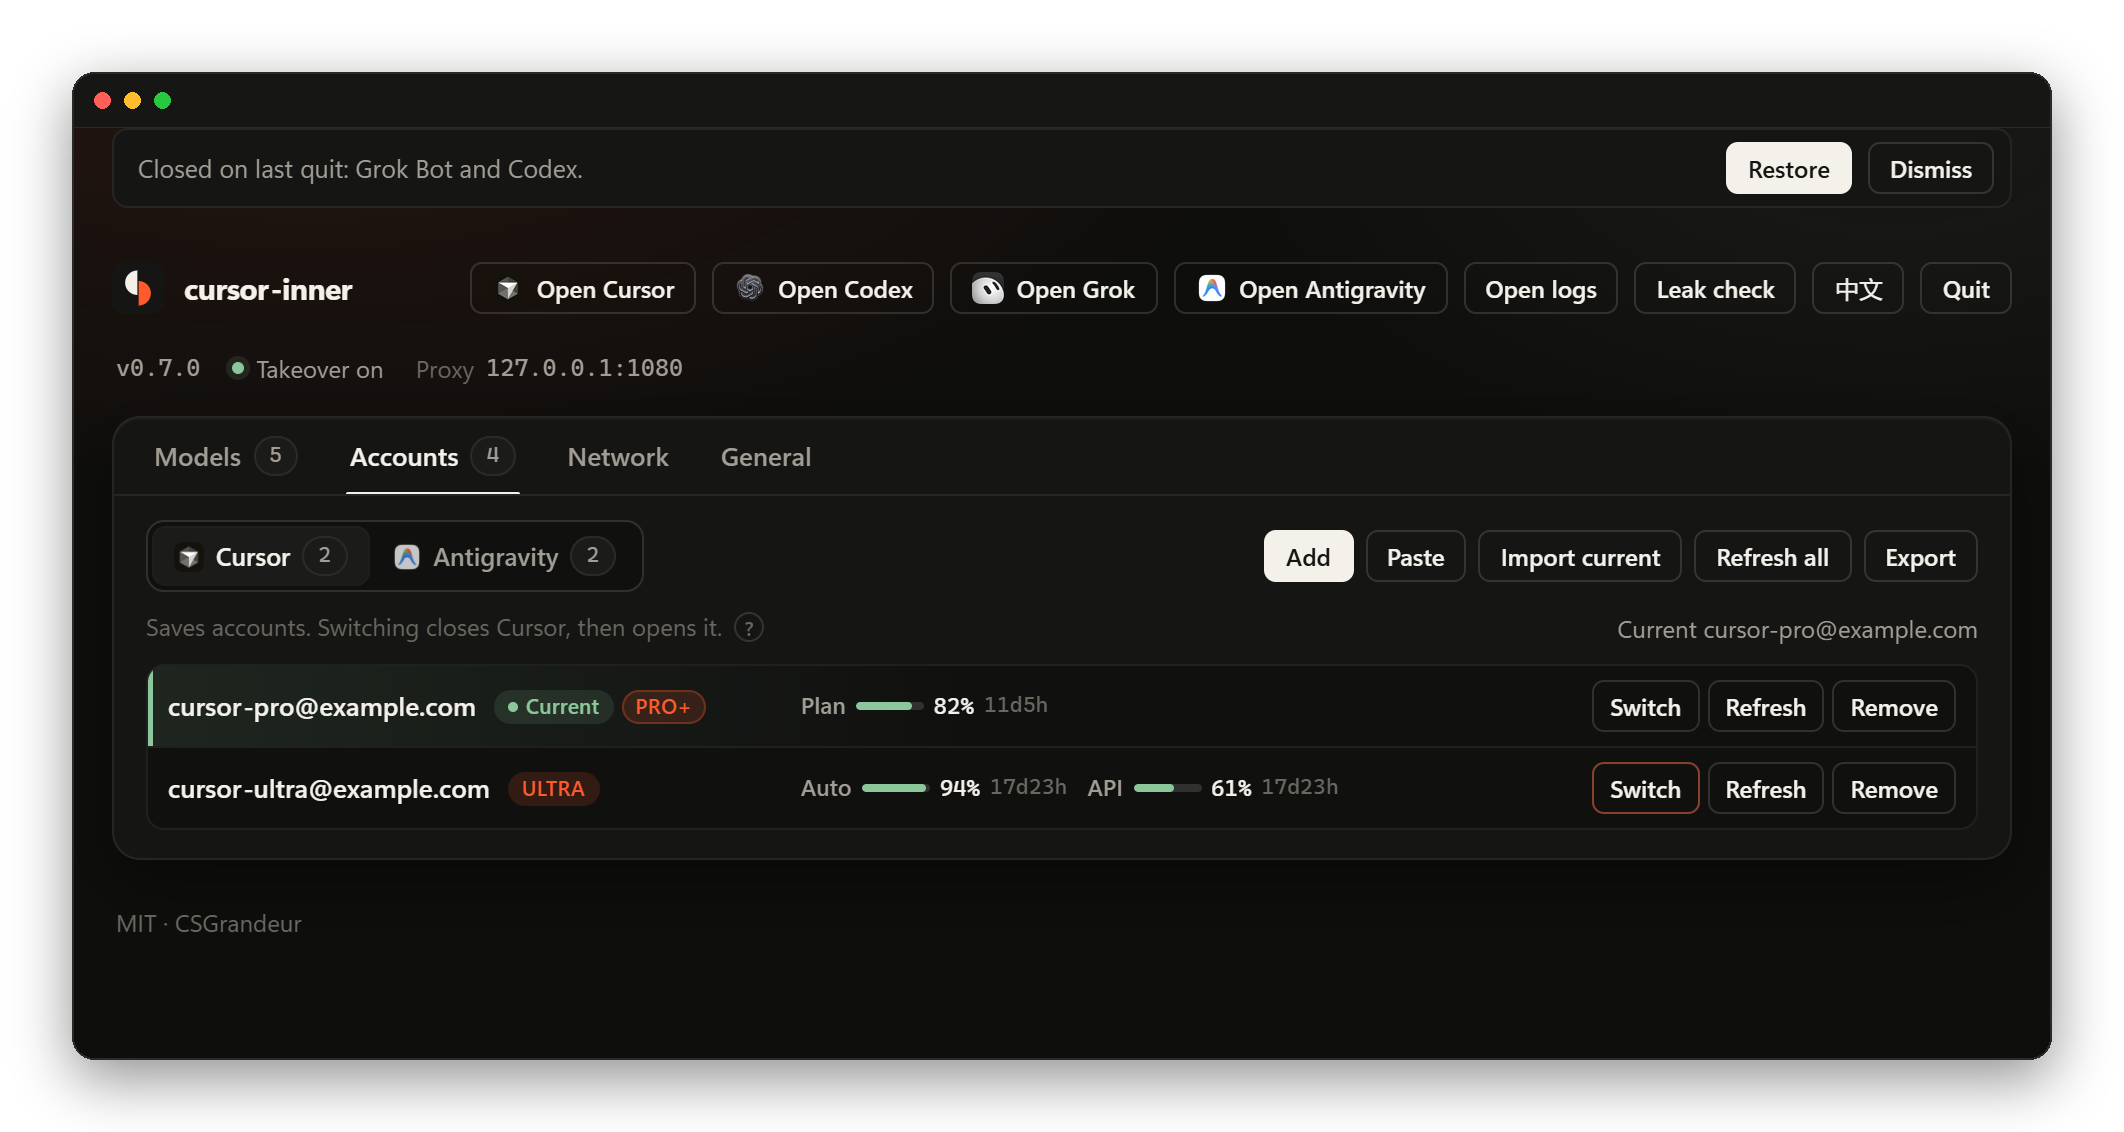 Closed on last quit: Grok Bot and Codex. Restore Dismiss
cursor-inner Open Cursor Open Codex Open Grok Open Antigravity Open logs Leak check 中文 Quit
v0.7.0 Takeover on Proxy 127.0.0.1:1080
Models 5 Accounts 4 Network General
Cursor 2 Antigravity 2 Add Paste Import current Refresh all Export
Saves accounts. Switching closes Cursor, then opens it. ? Current cursor-pro@example.com
cursor-pro@example.com Current PRO+ Plan 82% 11d5h Switch Refresh Remove
cursor-ultra@example.com ULTRA Auto 94% 17d23h API 61% 17d23h Switch Refresh Remove
MIT · CSGrandeur